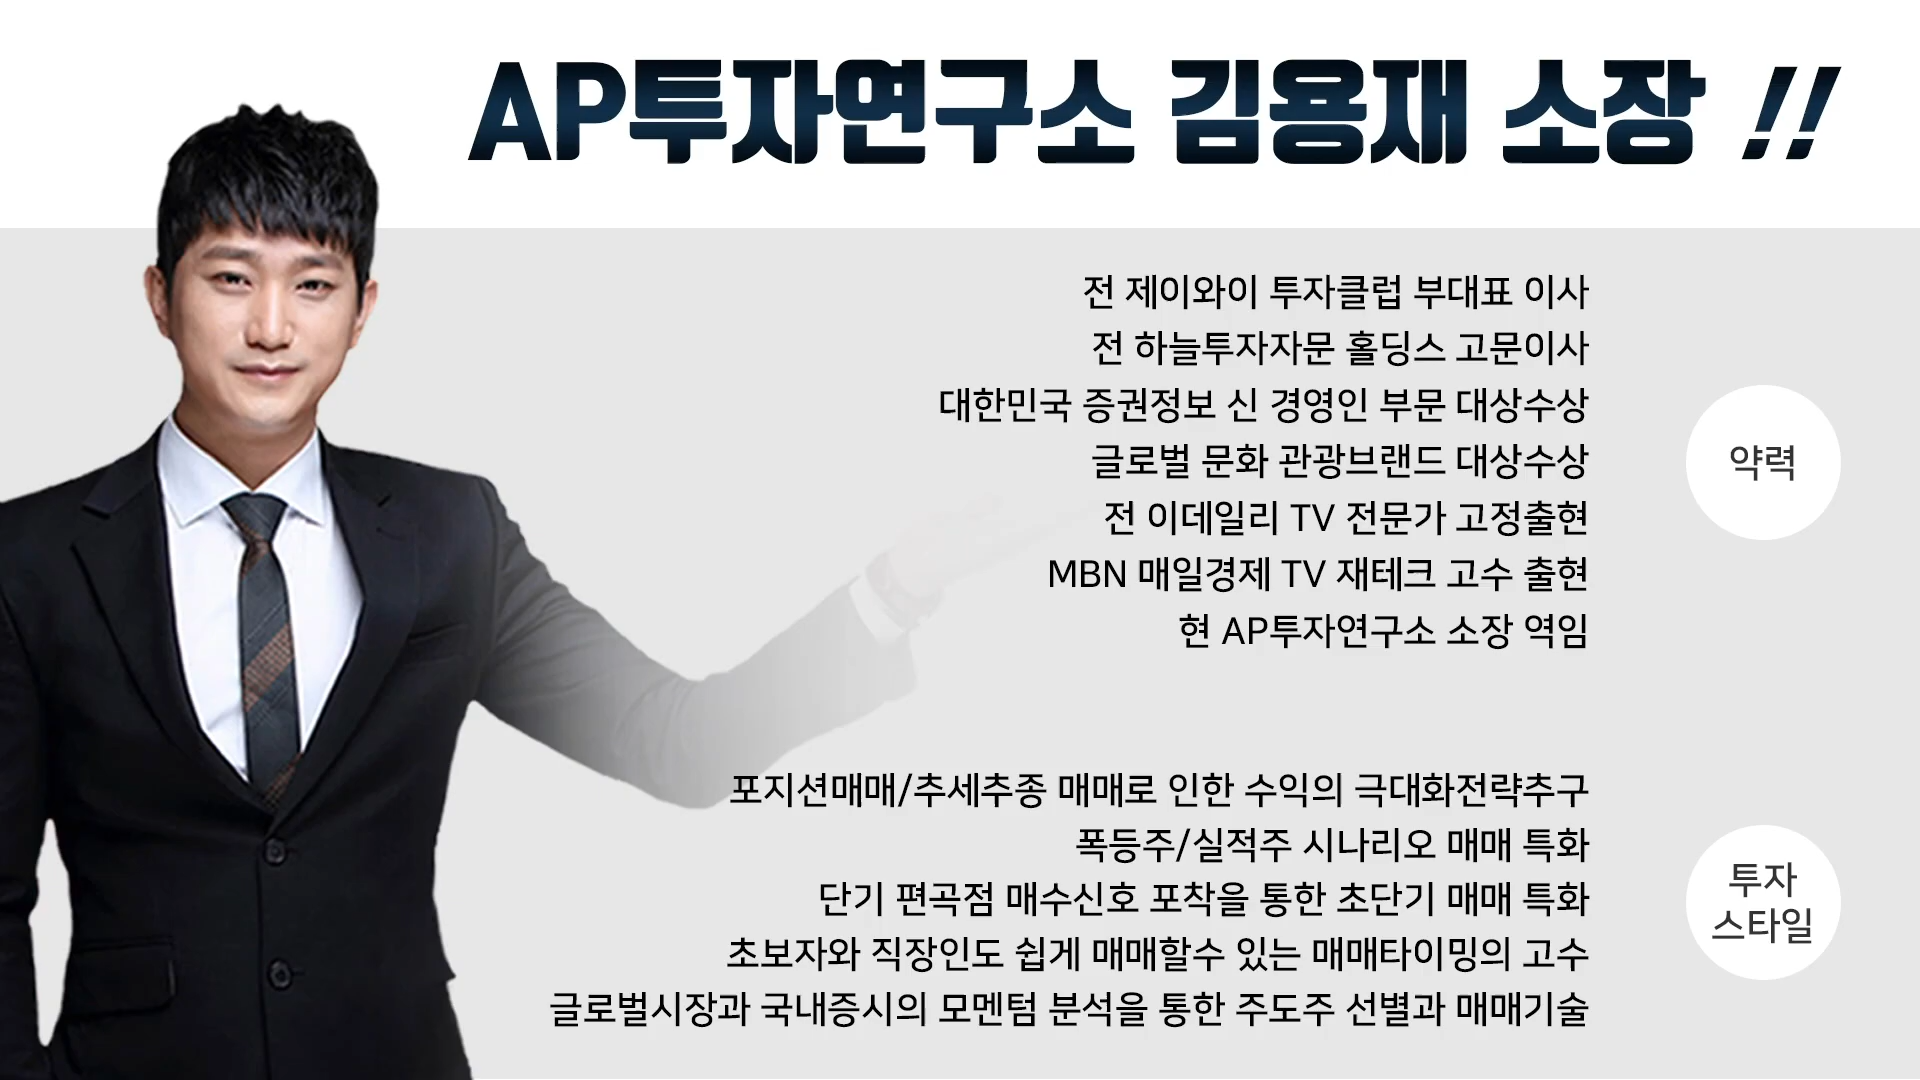 AP투자연구소 김용재 소장 !!
전 제이와이 투자클럽 부대표 이사
전 하늘투자자문 홀딩스 고문이사
대한민국 증권정보 신 경영인 부문 대상수상
글로벌 문화 관광브랜드 대상수상
전 이데일리 TV 전문가 고정출현
MBN 매일경제 TV 재테크 고수 출현
현 AP투자연구소 소장 역임
약력
포지션매매/추세추종 매매로 인한 수익의 극대화전략추구
폭등주/실적주 시나리오 매매 특화
단기 편곡점 매수신호 포착을 통한 초단기 매매 특화
초보자와 직장인도 쉽게 매매할수 있는 매매타이밍의 고수
글로벌시장과 국내증시의 모멘텀 분석을 통한 주도주 선별과 매매기술
투자
스타일